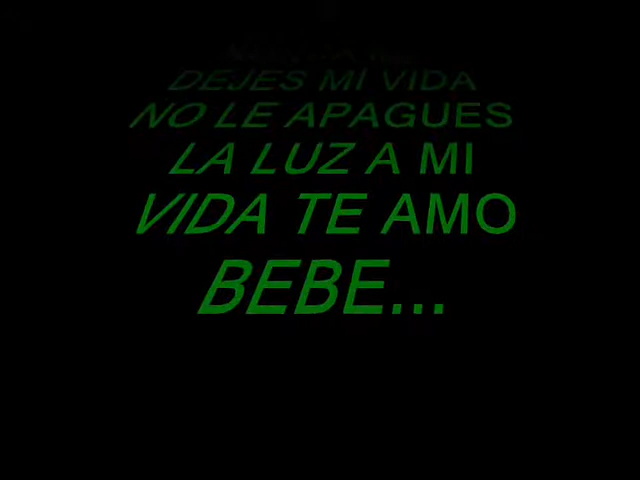 DEJES MI VIDA
NO LE APAGUES
LA LUZ A MI
VIDA TE AMO
BEBE...